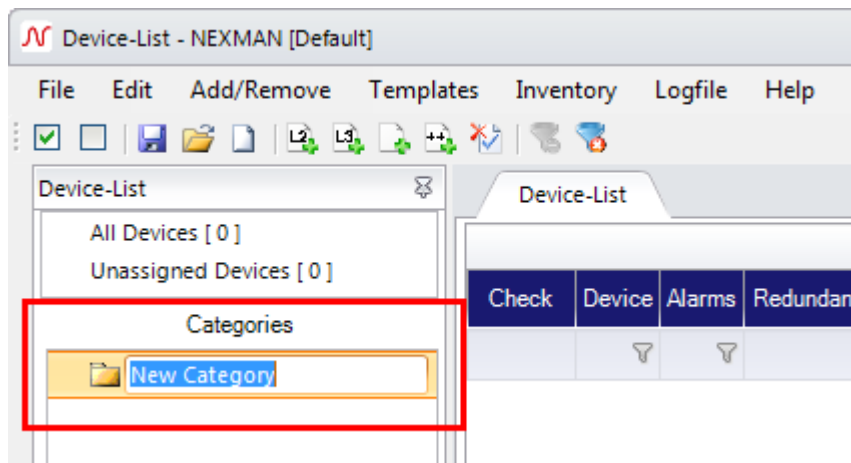 Device-List - NEXMAN [Default]
File Edit Add/Remove Templates Inventory Logfile Help
L2 L3 ++
Device-List
Device-List
All Devices [ 0 ]
Unassigned Devices [ 0 ]
Check Device Alarms Redundan
Categories
New Category